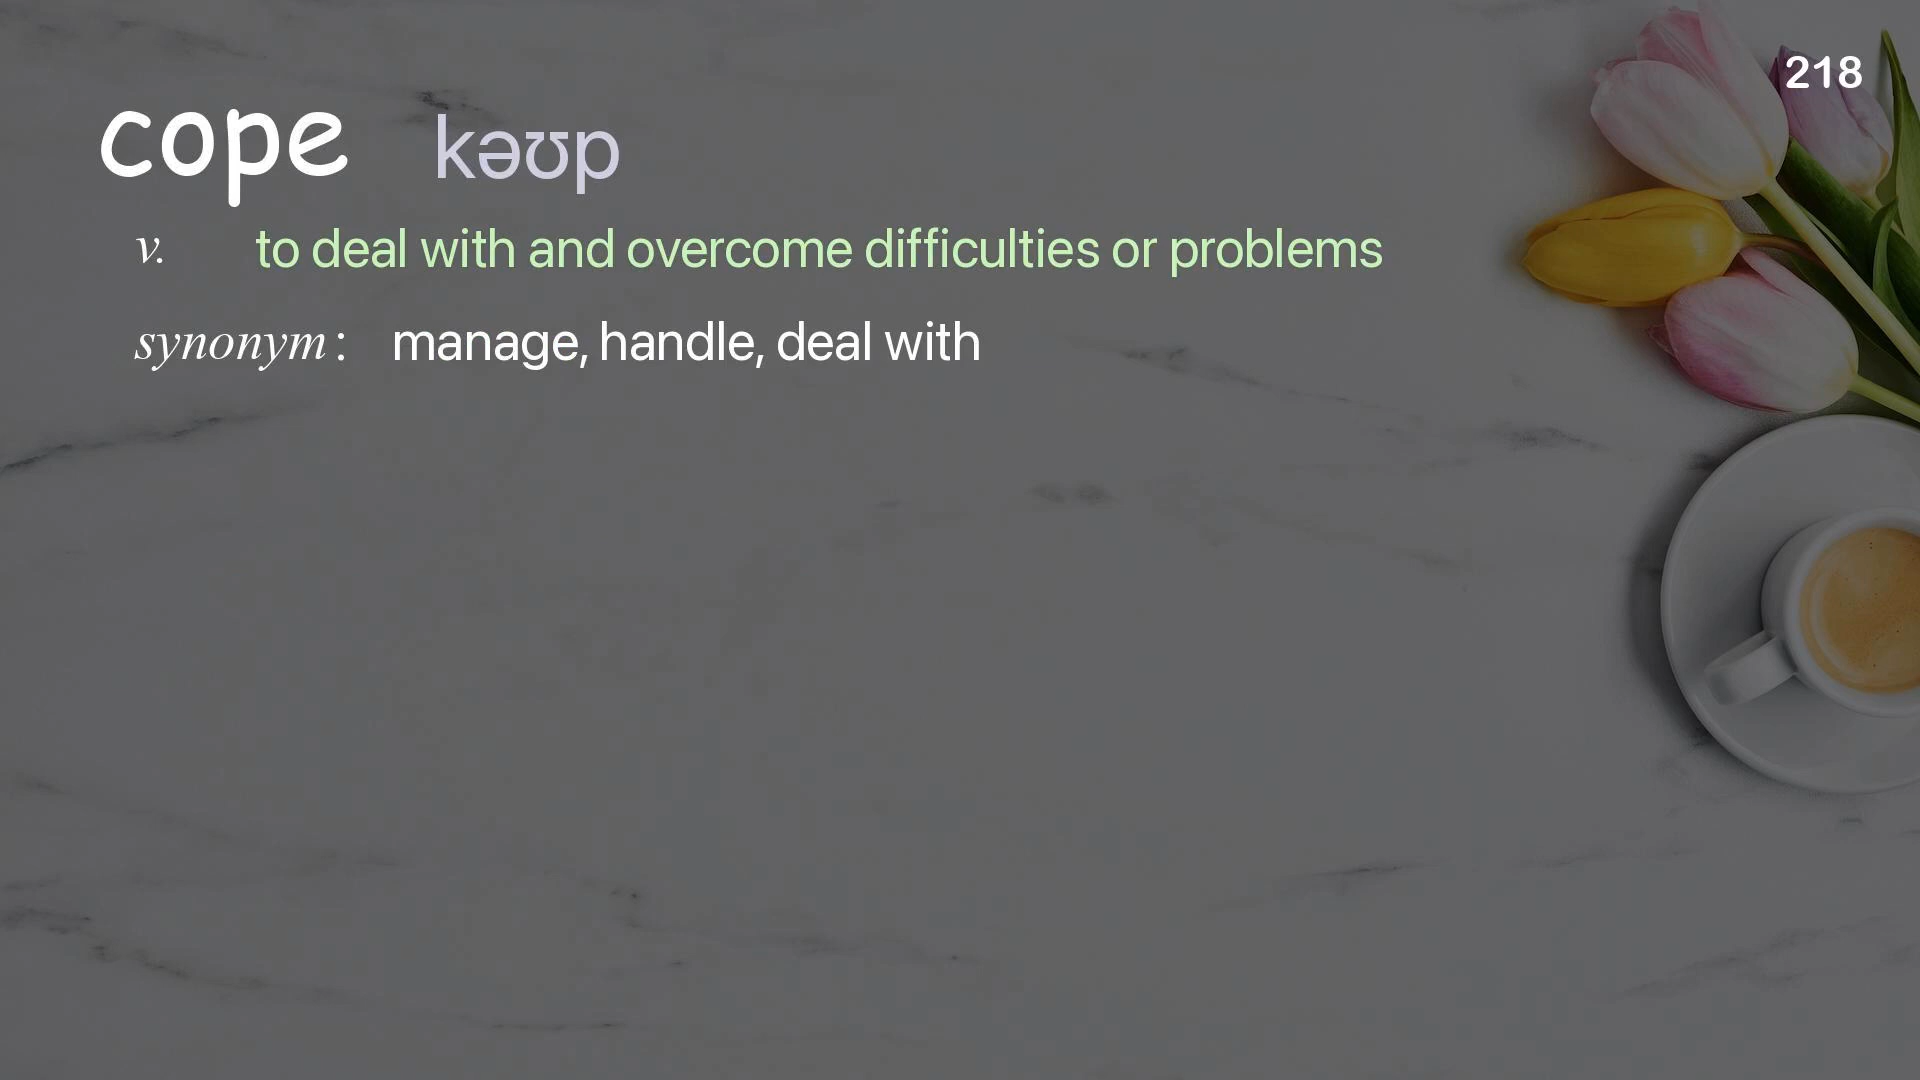 218
cope kəʊp
v. to deal with and overcome difficulties or problems
synonym : manage, handle, deal with